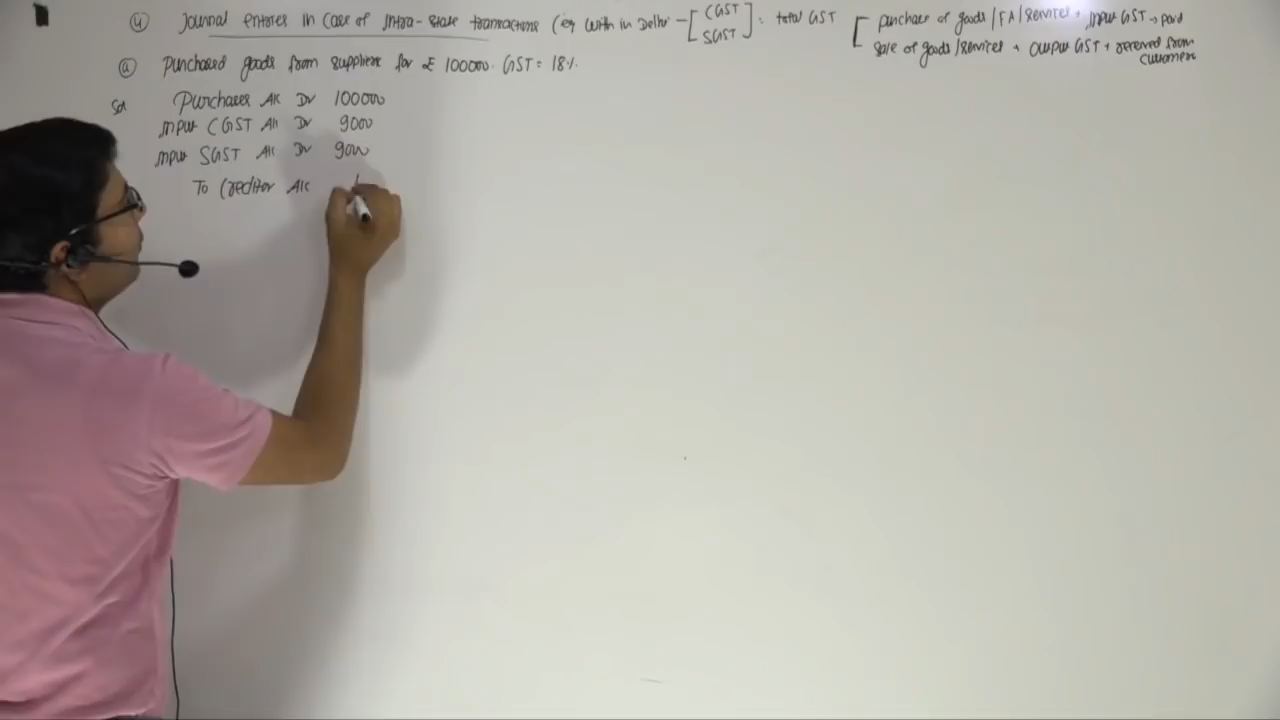 (4) Journal entries in case of Intra-State transactions (eg within Delhi - [CGST SGST] : total GST
[ purchase of goods/FA/services, Input GST → paid
sale of goods/services, Output GST, received from customers
(a) Purchased goods from suppliers for ₹ 100000. GST = 18%.
Sol Purchases A/c Dr 100000
Input CGST A/c Dr 9000
Input SGST A/c Dr 9000
To Creditor A/c 1